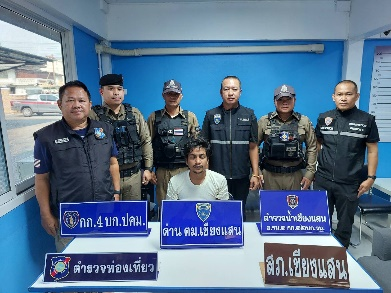 กก.4 บก.ปคม.
ด่าน ตม.เชียงแสน
ตำรวจน้ำเชียงแสน
ตำรวจท่องเที่ยว
สภ.เชียงแสน